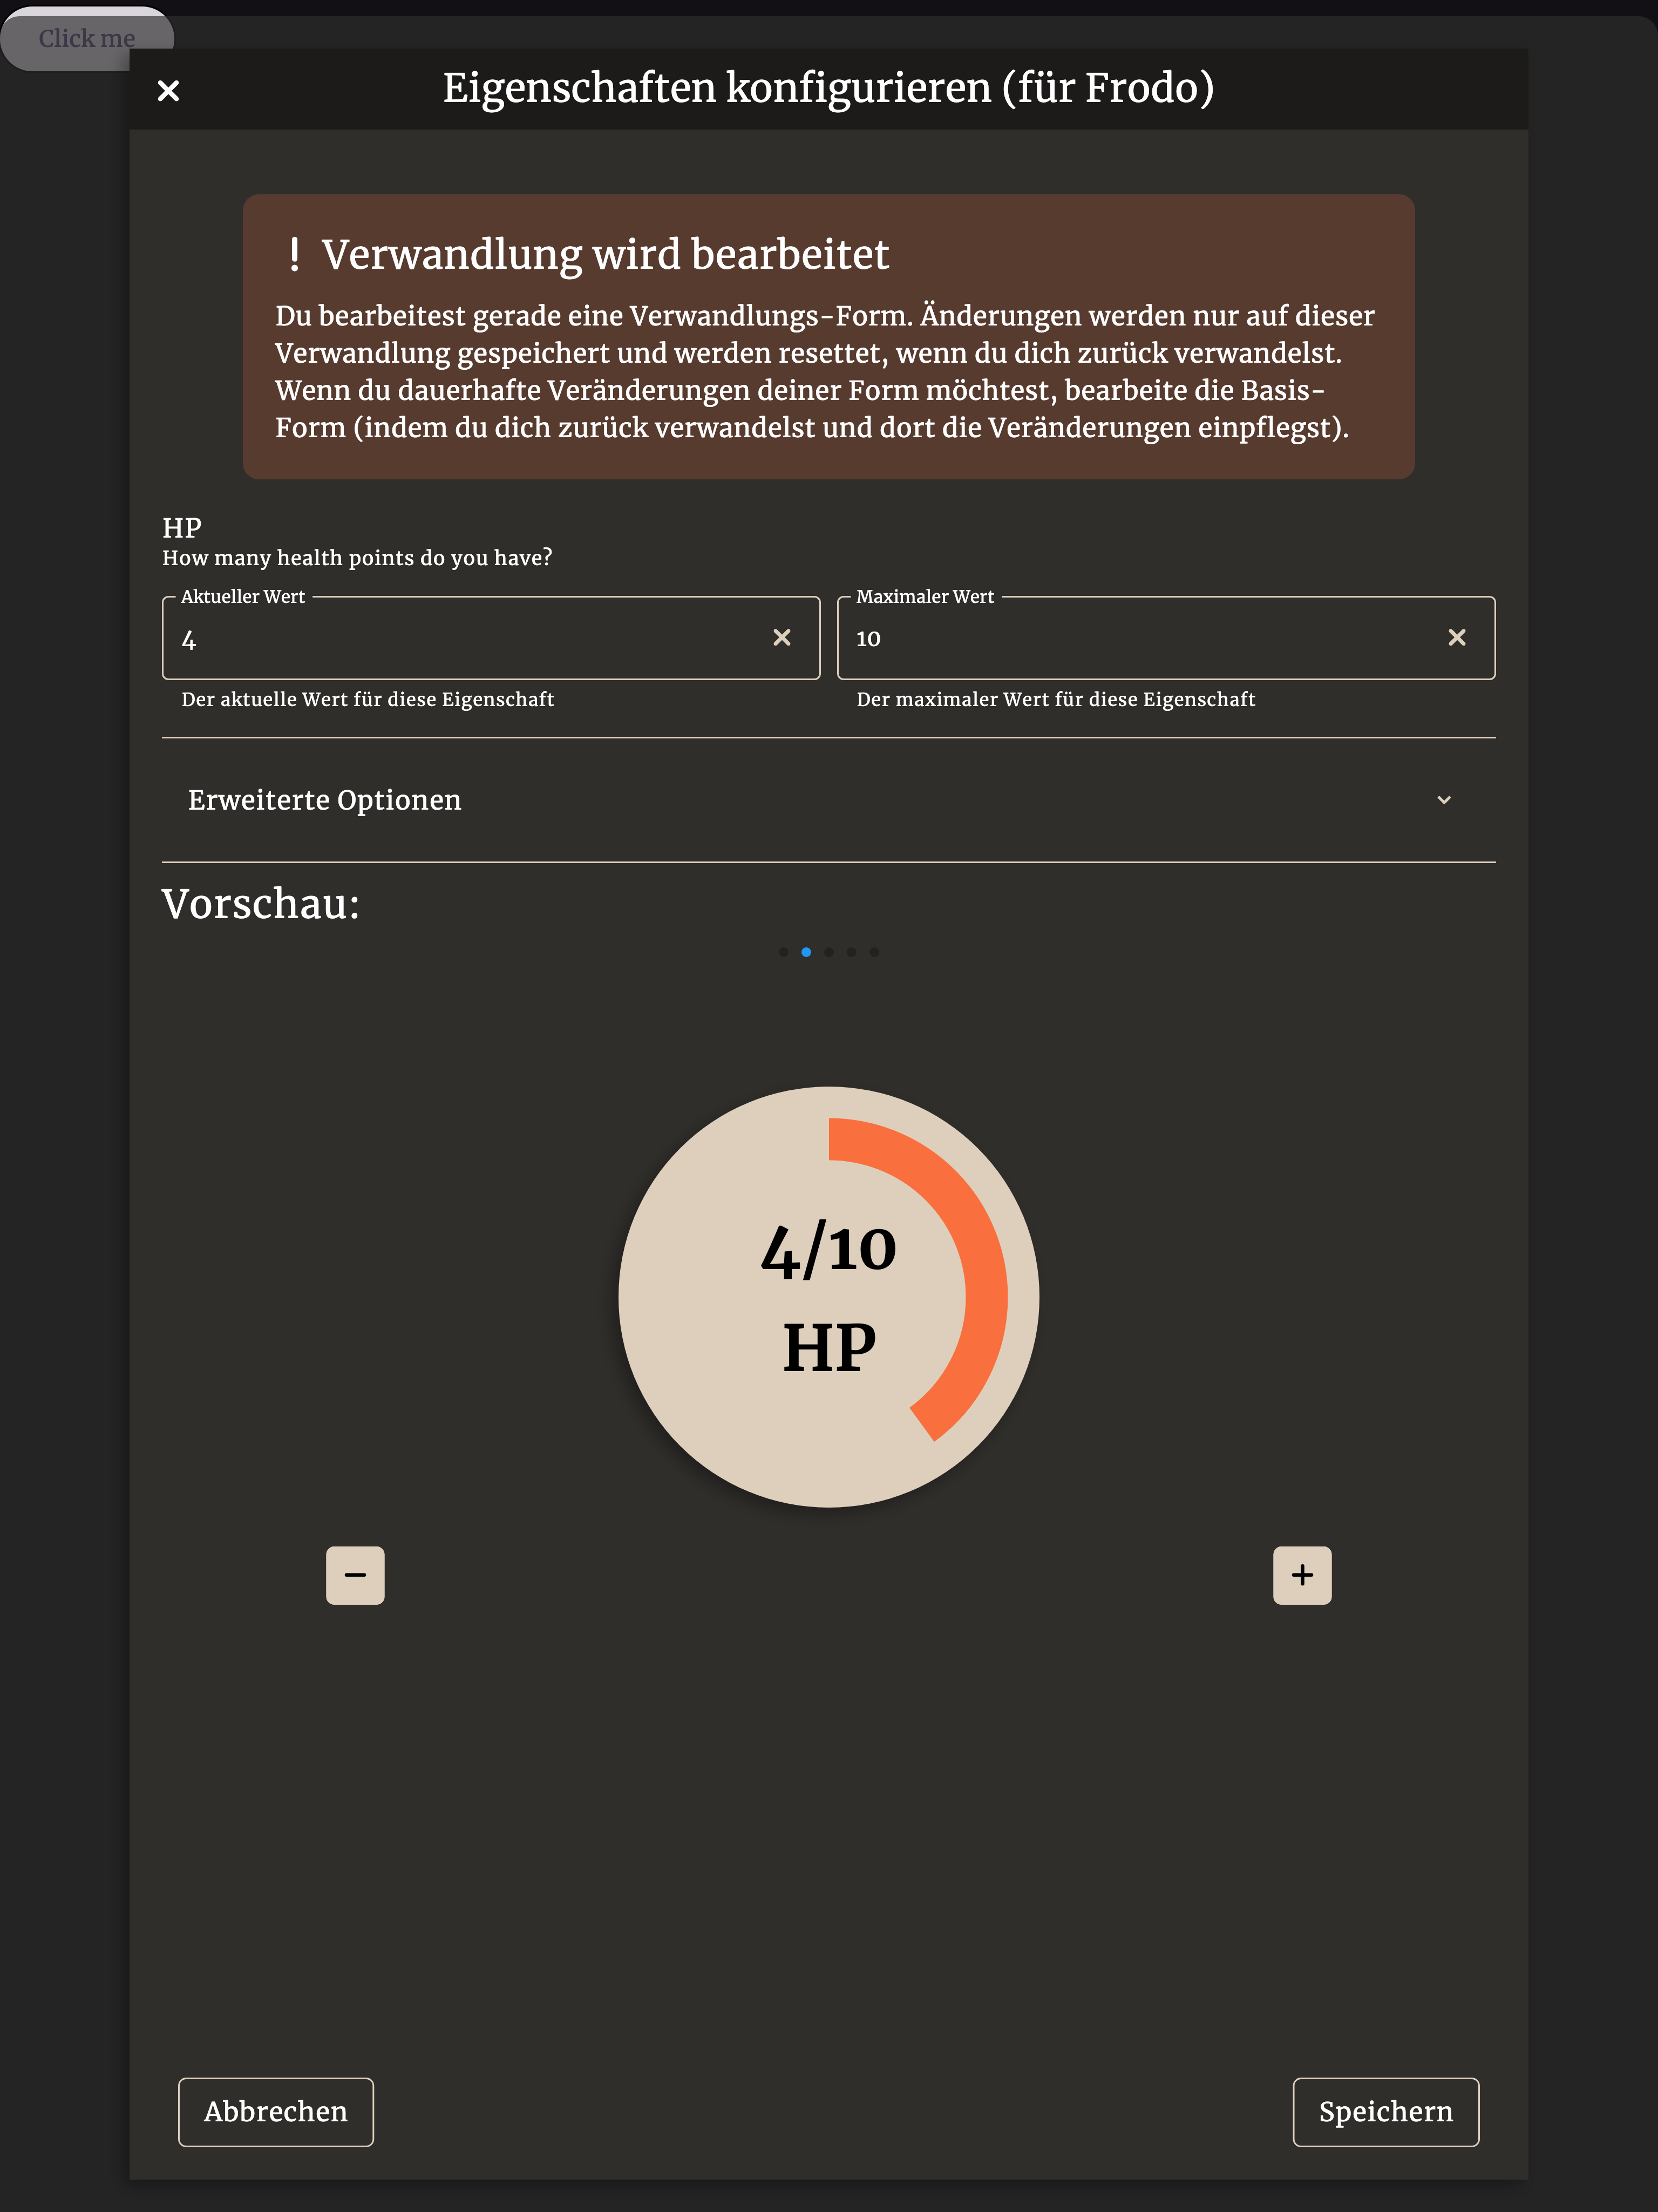 Click me
Eigenschaften konfigurieren (für Frodo)
! Verwandlung wird bearbeitet
Du bearbeitest gerade eine Verwandlungs-Form. Änderungen werden nur auf dieser
Verwandlung gespeichert und werden resettet, wenn du dich zurück verwandelst.
Wenn du dauerhafte Veränderungen deiner Form möchtest, bearbeite die Basis-
Form (indem du dich zurück verwandelst und dort die Veränderungen einpflegst).
HP
How many health points do you have?
Aktueller Wert
4
Der aktuelle Wert für diese Eigenschaft
Maximaler Wert
10
Der maximaler Wert für diese Eigenschaft
Erweiterte Optionen
Vorschau:
4/10
HP
Abbrechen
Speichern